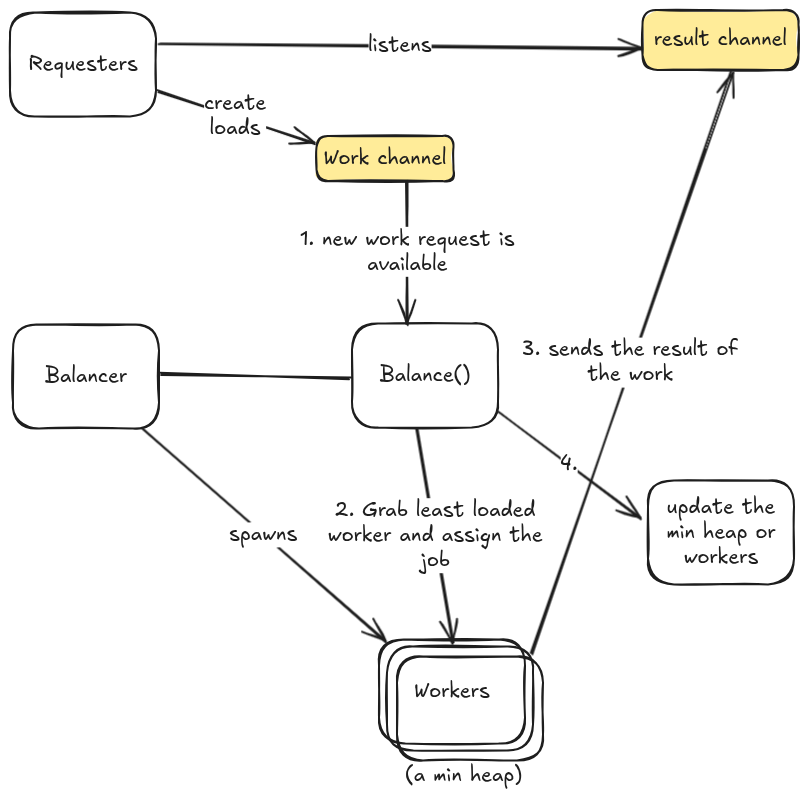 Requesters
listens
result channel
create
loads
Work channel
1. new work request is
available
Balancer
Balance()
3. sends the result of
the work
4.
update the
min heap or
workers
spawns
2. Grab least loaded
worker and assign the
job
Workers
(a min heap)